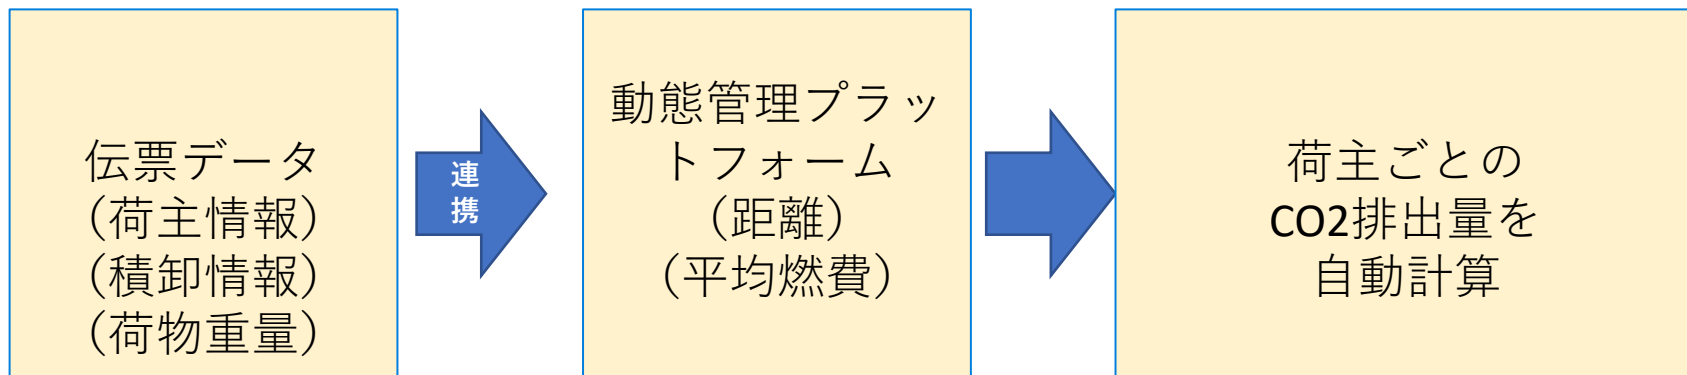 伝票データ
（荷主情報）
（積卸情報）
（荷物重量）
連
携
動態管理プラッ
トフォーム
（距離）
（平均燃費）
荷主ごとの
CO2排出量を
自動計算